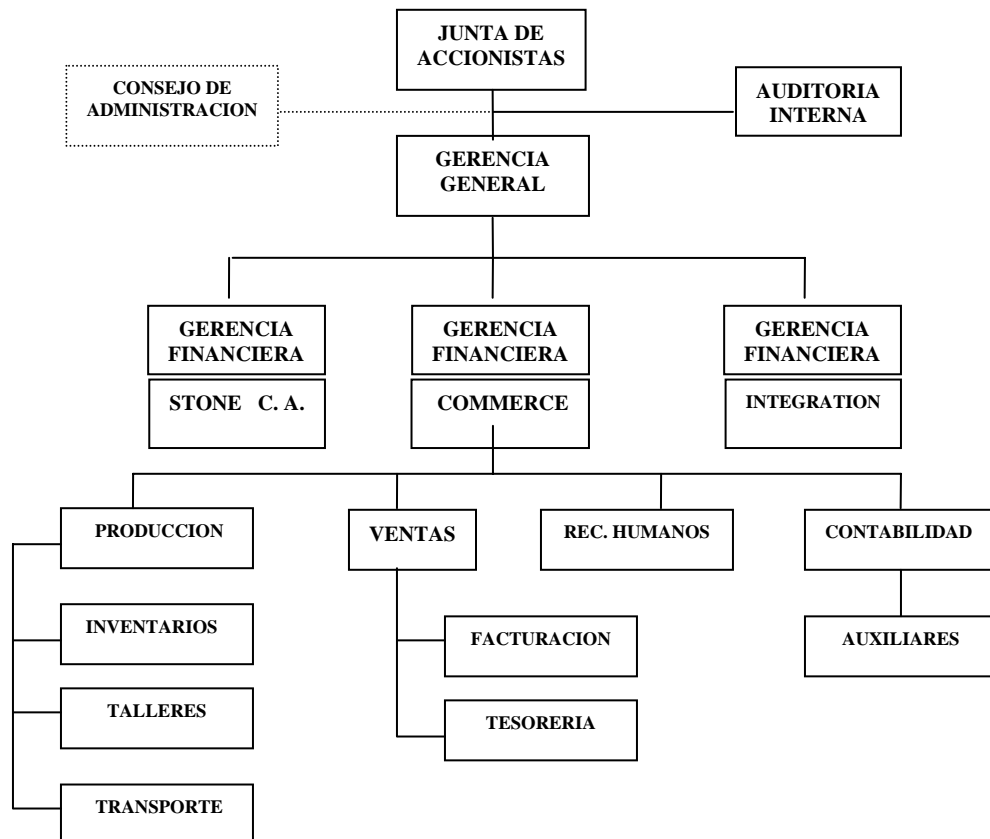 JUNTA DE
ACCIONISTAS
CONSEJO DE
ADMINISTRACION
AUDITORIA
INTERNA
GERENCIA
GENERAL
GERENCIA
FINANCIERA
STONE C. A.
GERENCIA
FINANCIERA
COMMERCE
GERENCIA
FINANCIERA
INTEGRATION
PRODUCCION
VENTAS
REC. HUMANOS
CONTABILIDAD
INVENTARIOS
FACTURACION
AUXILIARES
TALLERES
TESORERIA
TRANSPORTE